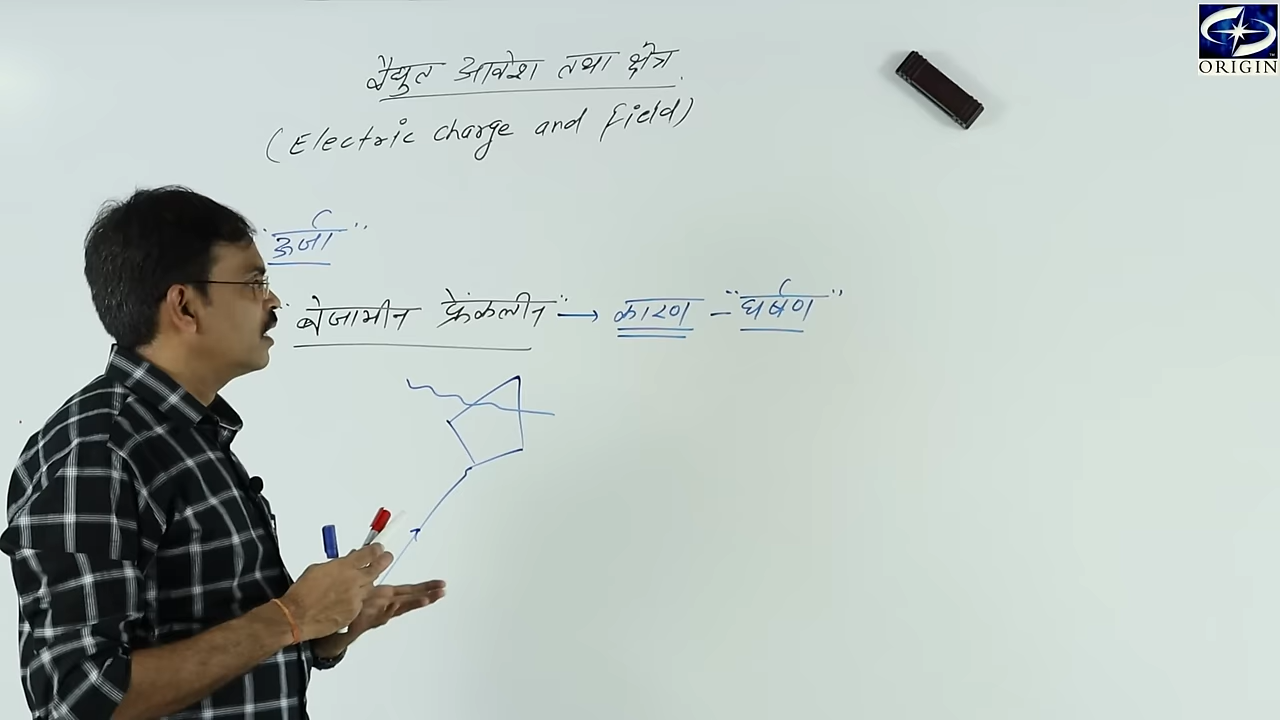 वैद्युत आवेश तथा क्षेत्र
(Electric charge and field)
"ऊर्जा"
"बेंजामीन फ्रेंकलीन" → कारण - "घर्षण"
ORIGIN